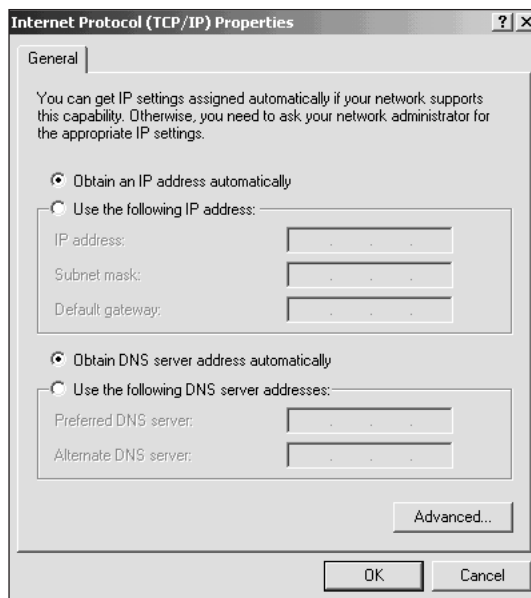 Internet Protocol (TCP/IP) Properties
General
You can get IP settings assigned automatically if your network supports
this capability. Otherwise, you need to ask your network administrator for
the appropriate IP settings.
Obtain an IP address automatically
Use the following IP address:
IP address:
Subnet mask:
Default gateway:
Obtain DNS server address automatically
Use the following DNS server addresses:
Preferred DNS server:
Alternate DNS server:
Advanced...
OK
Cancel